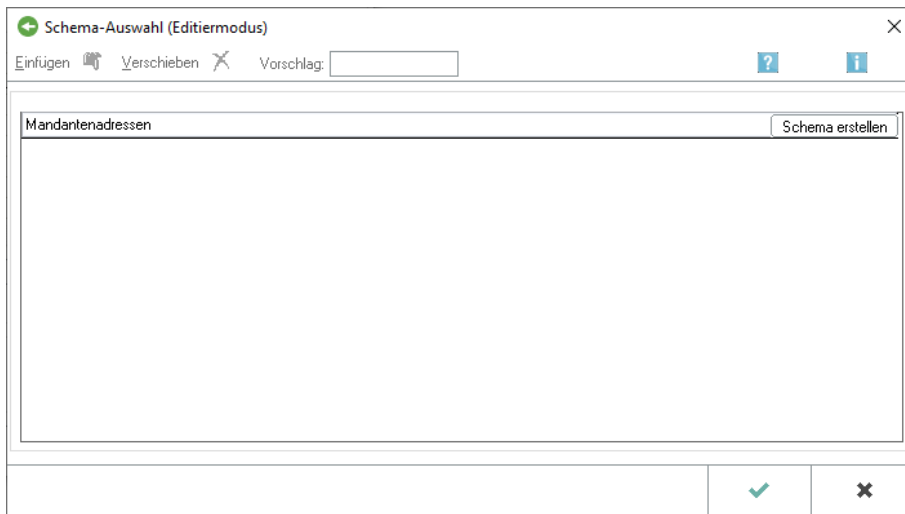 Schema-Auswahl (Editiermodus)
Einfügen Verschieben Vorschlag:
? i
Mandantenadressen Schema erstellen